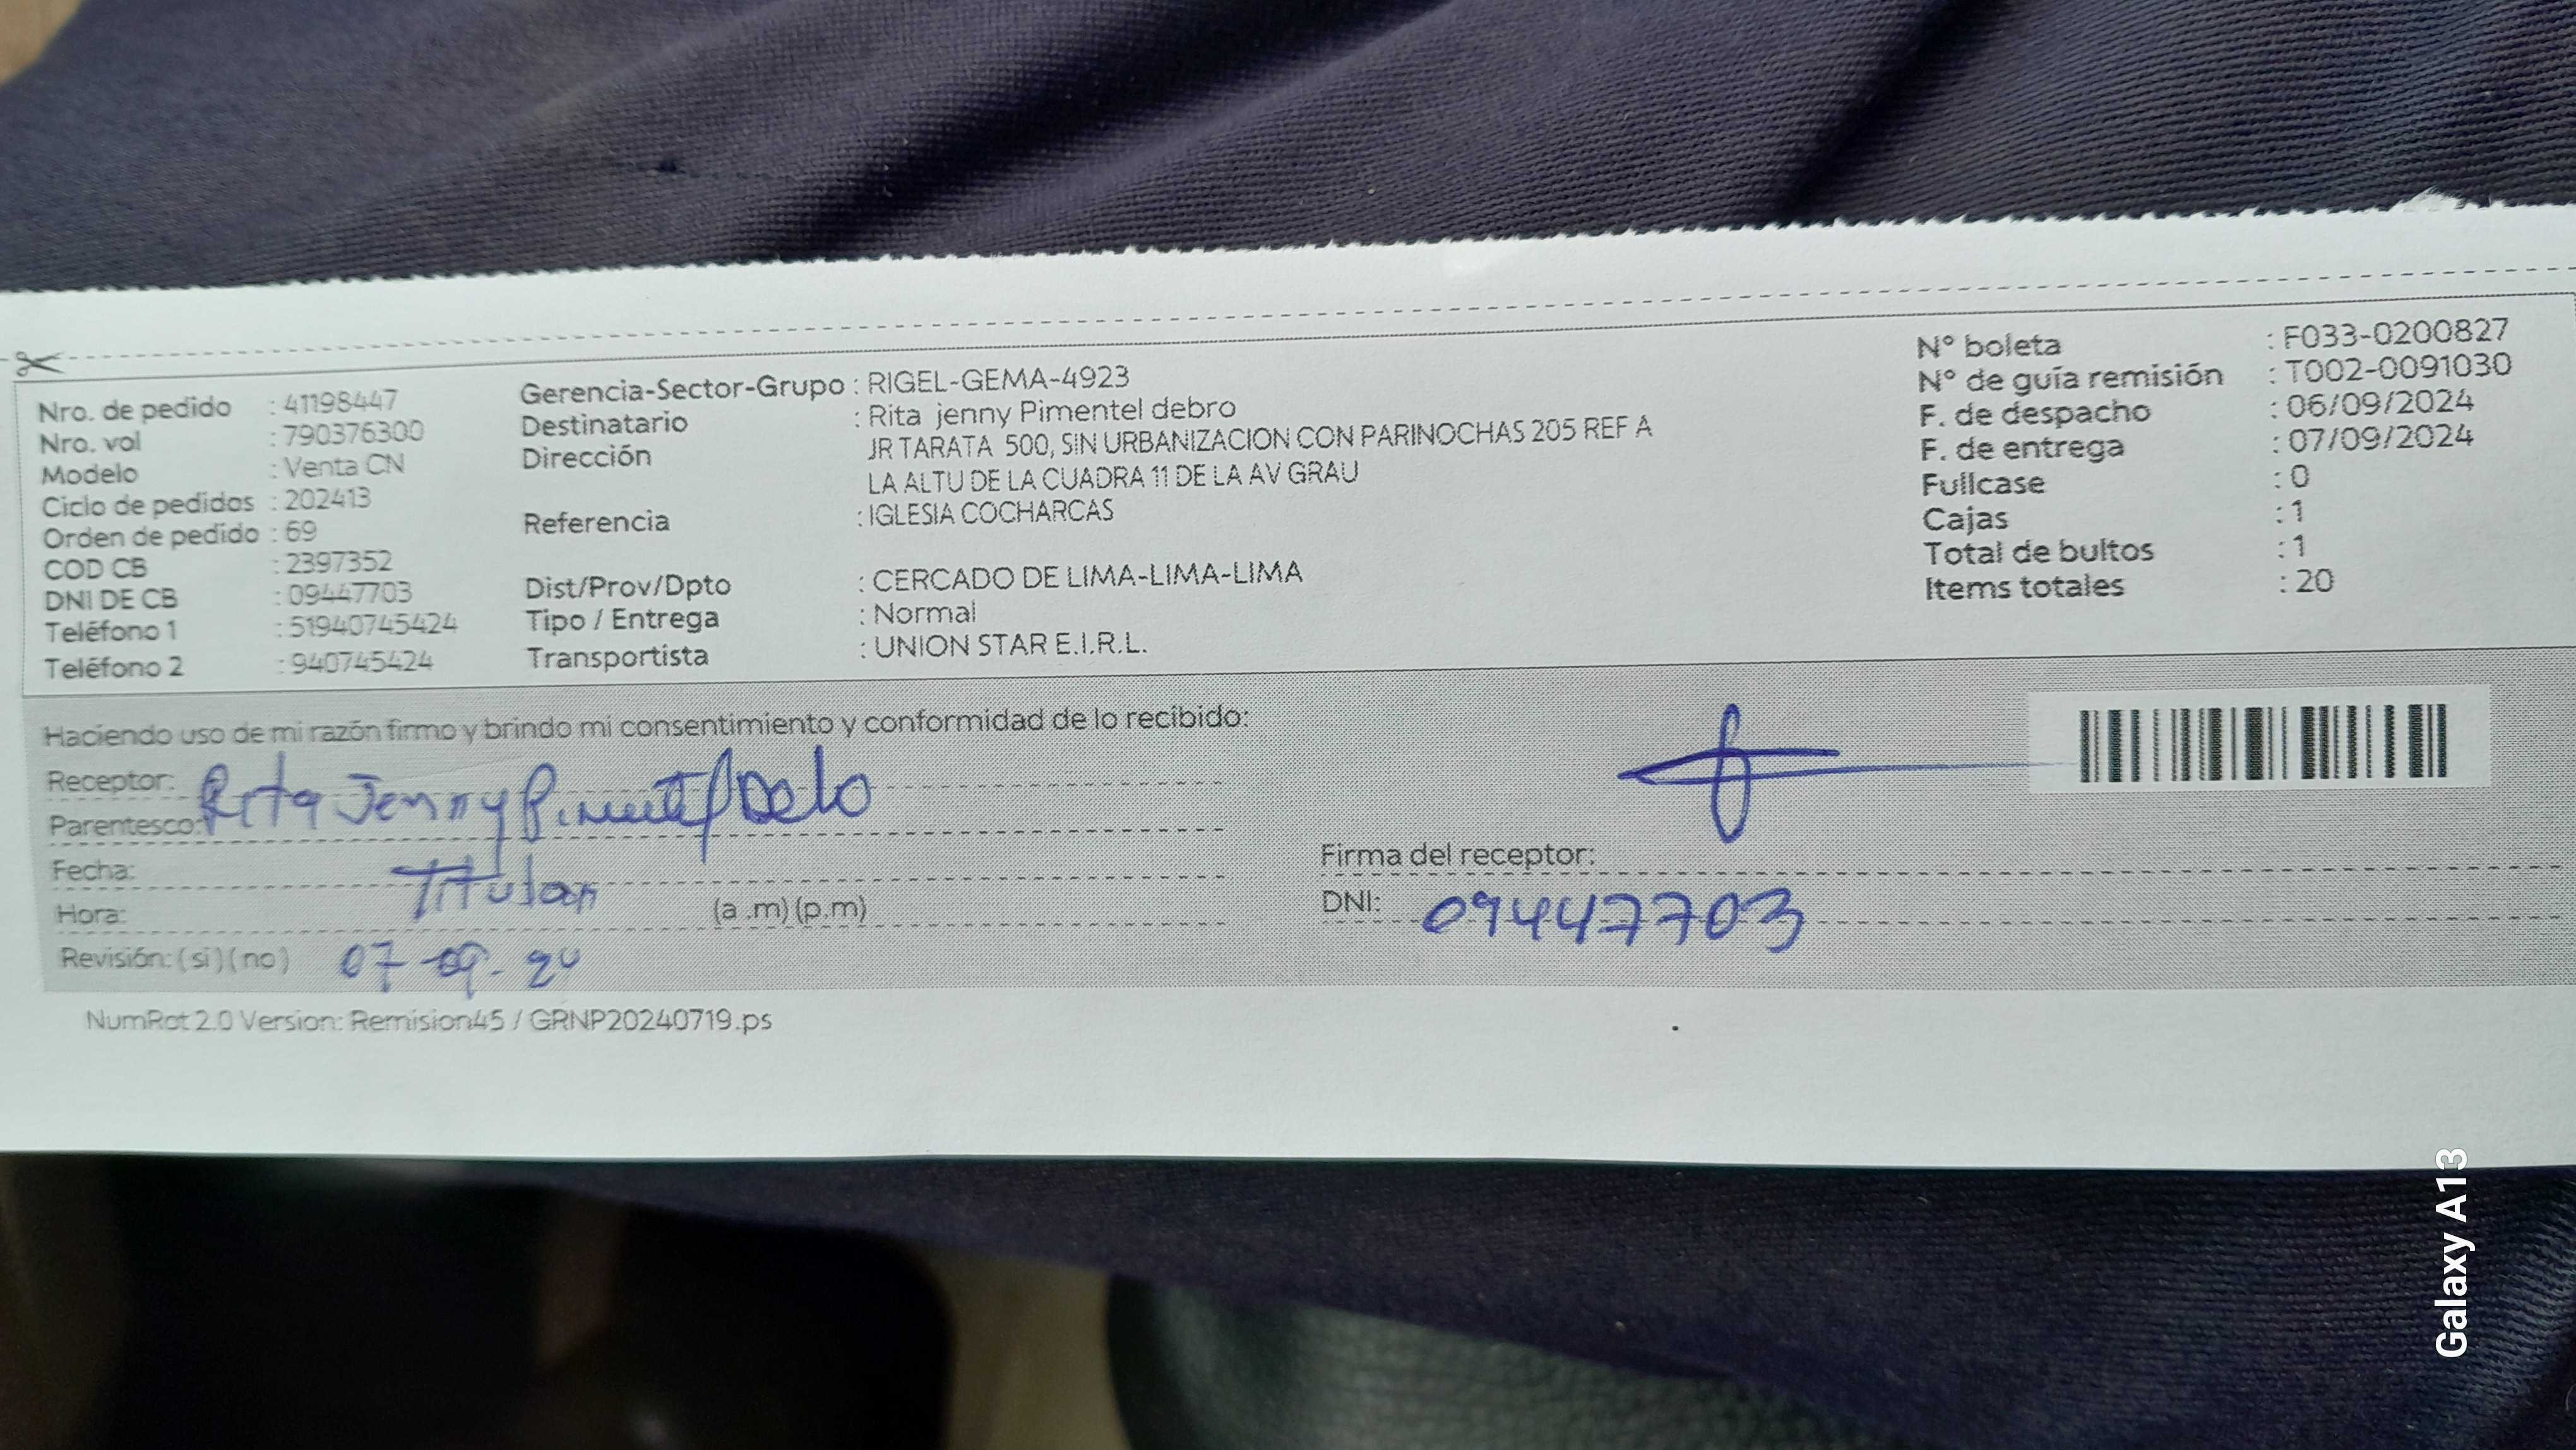 Nro. de pedido : 41198447
Nro. vol : 790376300
Modelo : Venta CN
Ciclo de pedidos : 202413
Orden de pedido : 69
COD CB : 2397352
DNI DE CB : 09447703
Teléfono 1 : 51940745424
Teléfono 2 : 940745424
Gerencia-Sector-Grupo : RIGEL-GEMA-4923
Destinatario : Rita jenny Pimentel debro
Dirección JR TARATA 500, SIN URBANIZACION CON PARINOCHAS 205 REF A
LA ALTU DE LA CUADRA 11 DE LA AV GRAU
Referencia : IGLESIA COCHARCAS
Dist/Prov/Dpto : CERCADO DE LIMA-LIMA-LIMA
Tipo / Entrega : Normal
Transportista : UNION STAR E.I.R.L.
N° boleta : F033-0200827
N° de guía remisión : T002-0091030
F. de despacho : 06/09/2024
F. de entrega : 07/09/2024
Fullcase : 0
Cajas : 1
Total de bultos : 1
Items totales : 20
Haciendo uso de mi razón firmo y brindo mi consentimiento y conformidad de lo recibido:
Receptor: Rita Jenny Pimentel
Parentesco:
Fecha: Titular
Hora: (a .m) (p.m)
Revisión: (si) (no) 07-09-24
Firma del receptor:
DNI: 09447703
NumRot 2.0 Version: Remision45 / GRNP20240719.ps
Galaxy A13